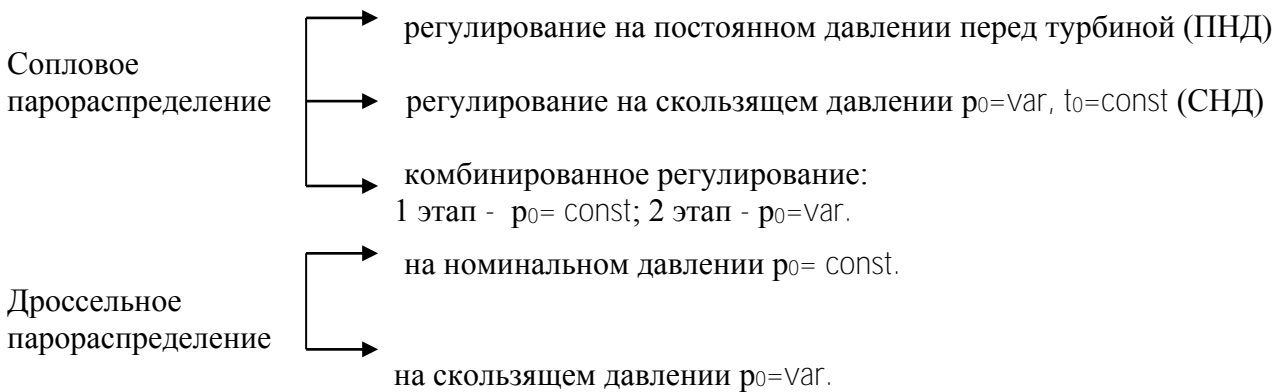 регулирование на постоянном давлении перед турбиной (ПНД)
Сопловое
парораспределение
регулирование на скользящем давлении p₀=var, t₀=const (СНД)
комбинированное регулирование:
1 этап - p₀= const; 2 этап - p₀=var.
на номинальном давлении p₀= const.
Дроссельное
парораспределение
на скользящем давлении p₀=var.